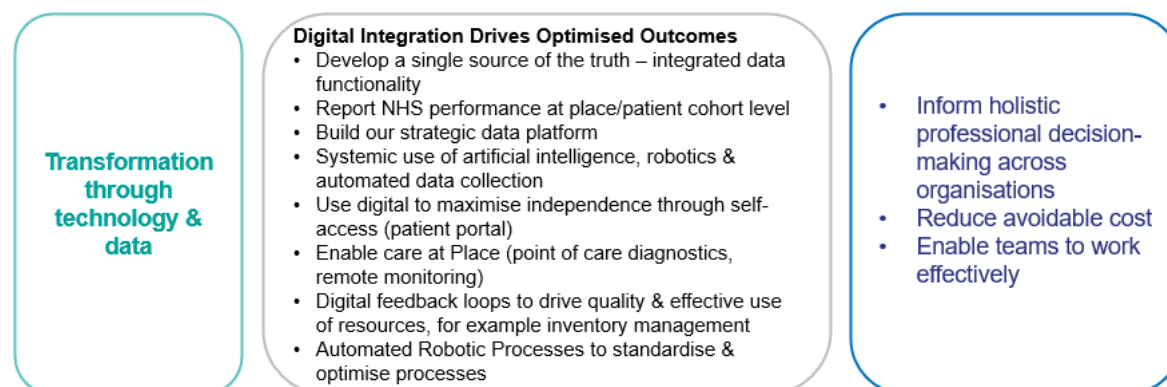 Transformation
through
technology &
data
Digital Integration Drives Optimised Outcomes
• Develop a single source of the truth – integrated data
functionality
• Report NHS performance at place/patient cohort level
• Build our strategic data platform
• Systemic use of artificial intelligence, robotics &
automated data collection
• Use digital to maximise independence through self-
access (patient portal)
• Enable care at Place (point of care diagnostics,
remote monitoring)
• Digital feedback loops to drive quality & effective use
of resources, for example inventory management
• Automated Robotic Processes to standardise &
optimise processes
• Inform holistic
professional decision-
making across
organisations
• Reduce avoidable cost
• Enable teams to work
effectively